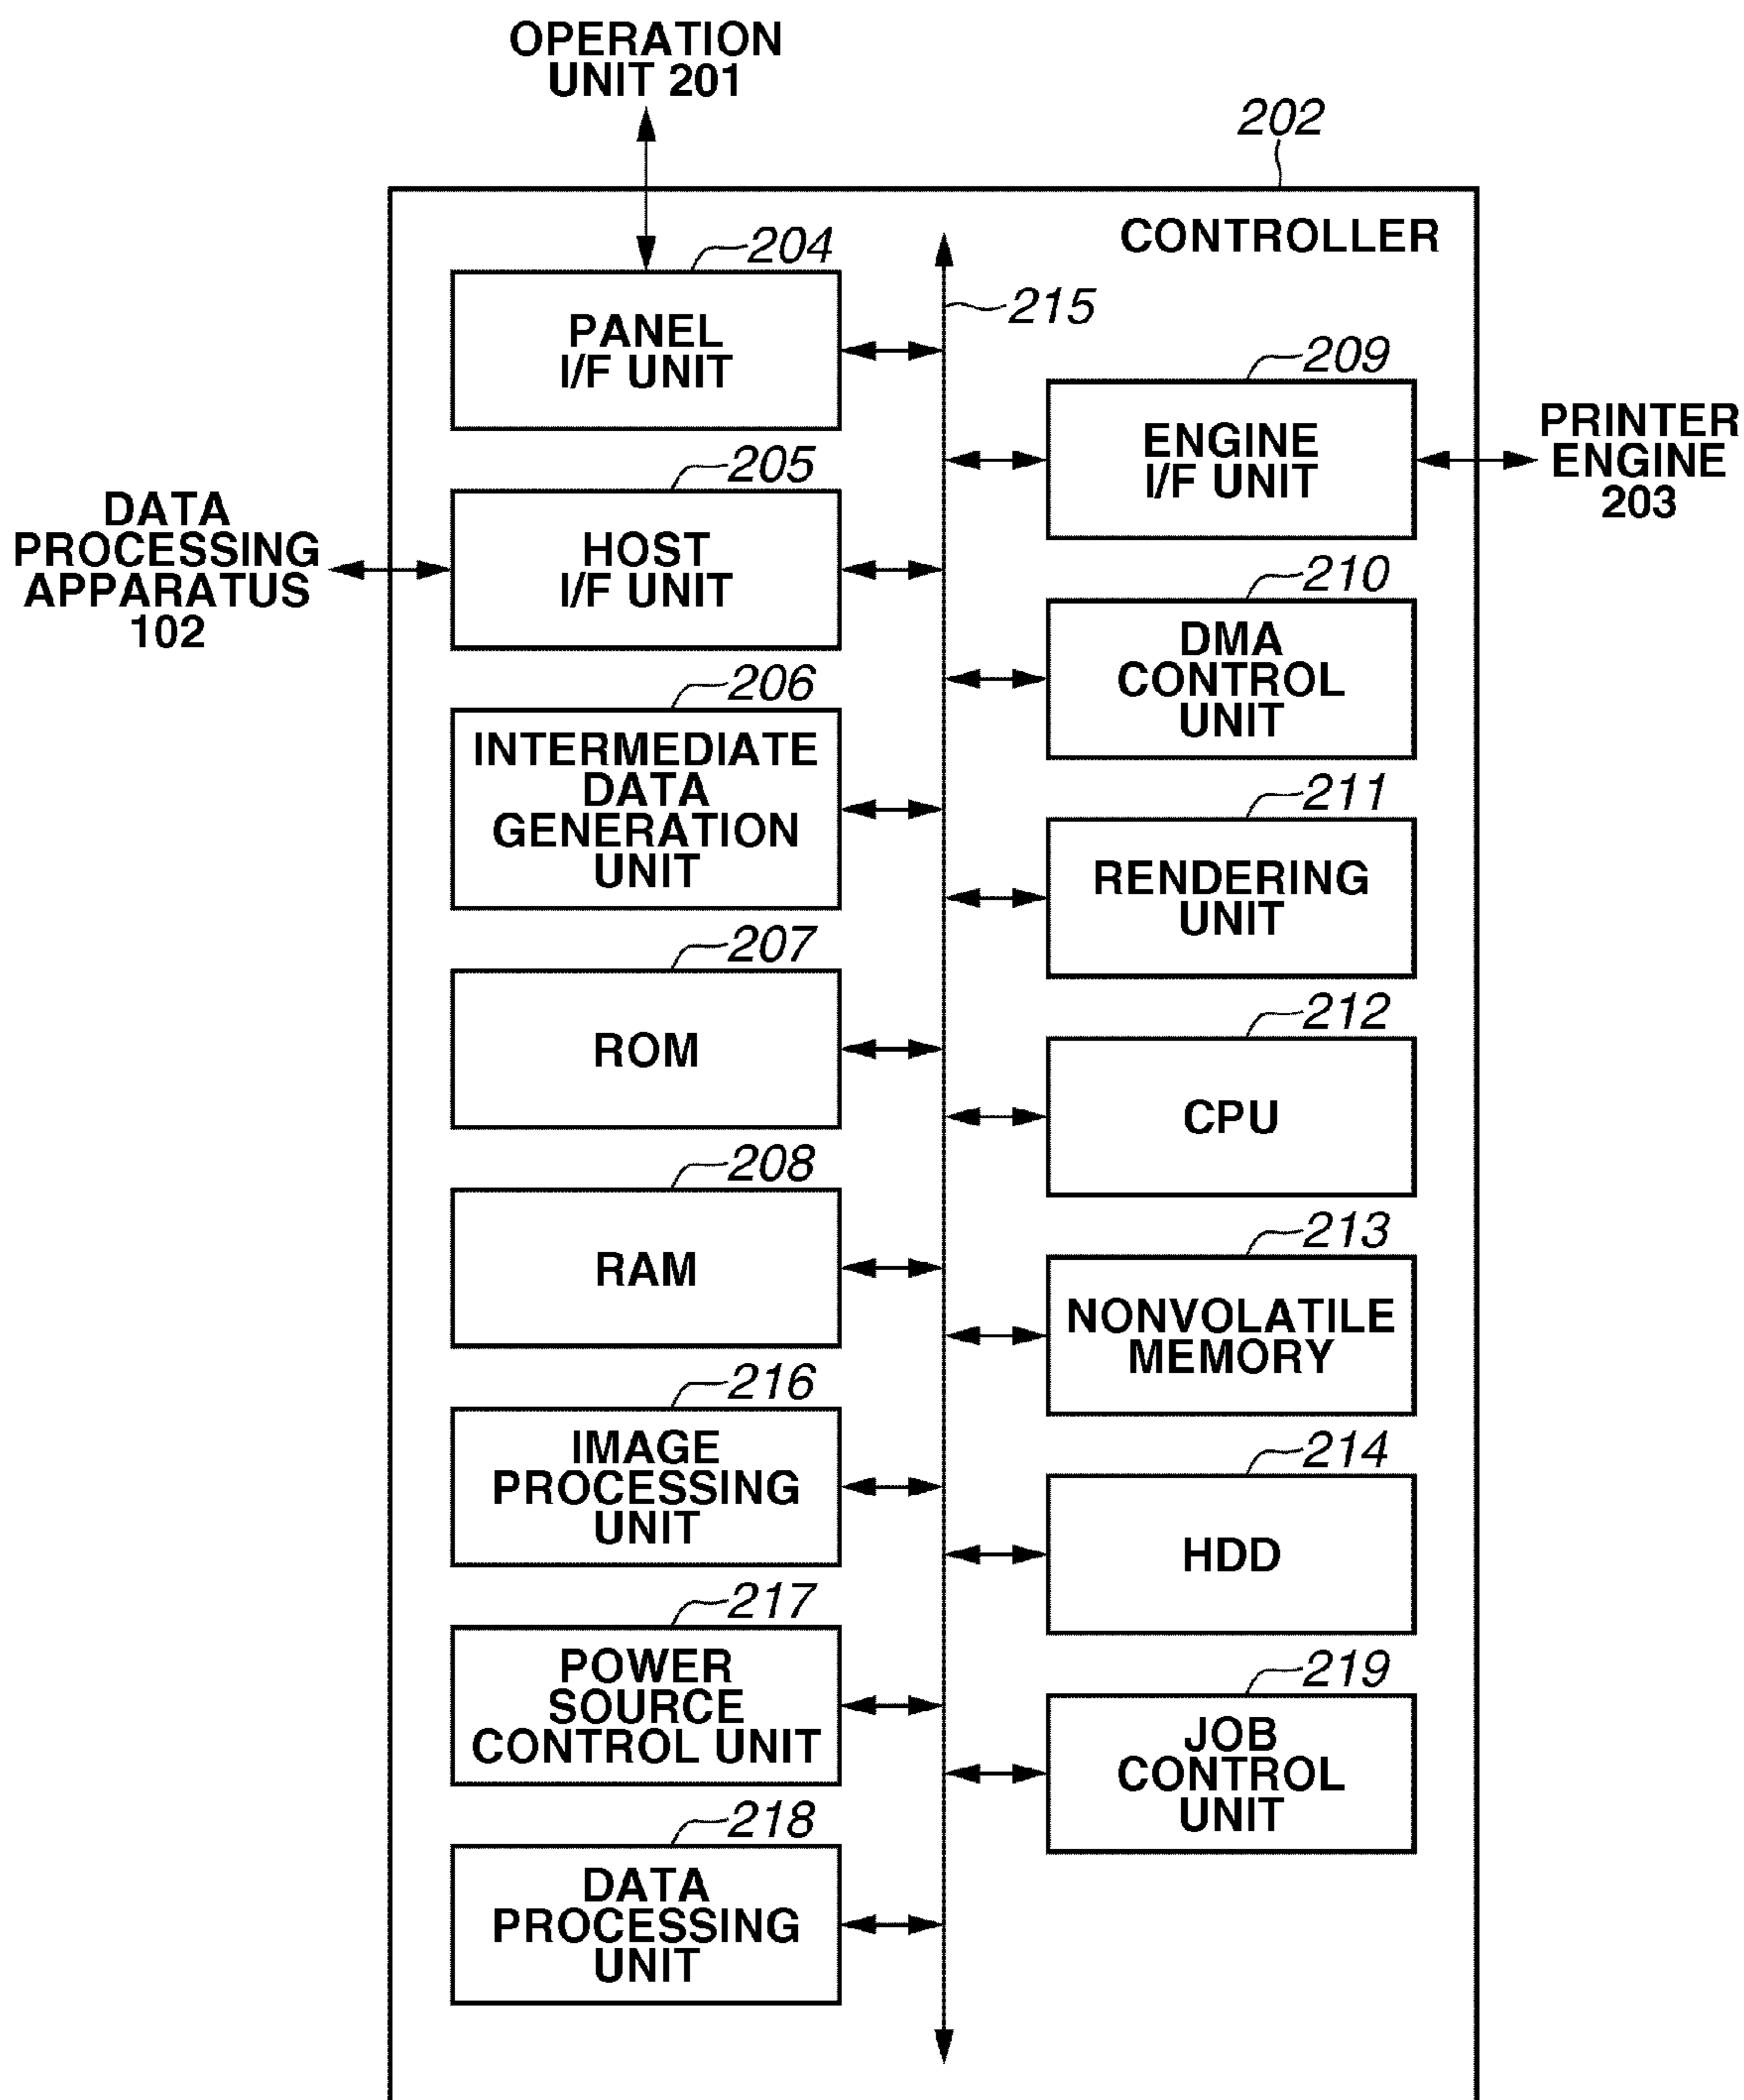 OPERATION
UNIT 201
202
CONTROLLER
204
PANEL
I/F UNIT
215
209
ENGINE
I/F UNIT
PRINTER
ENGINE
203
205
HOST
I/F UNIT
DATA
PROCESSING
APPARATUS
102
210
DMA
CONTROL
UNIT
206
INTERMEDIATE
DATA
GENERATION
UNIT
211
RENDERING
UNIT
207
ROM
212
CPU
208
RAM
213
NONVOLATILE
MEMORY
216
IMAGE
PROCESSING
UNIT
214
HDD
217
POWER
SOURCE
CONTROL UNIT
219
JOB
CONTROL
UNIT
218
DATA
PROCESSING
UNIT